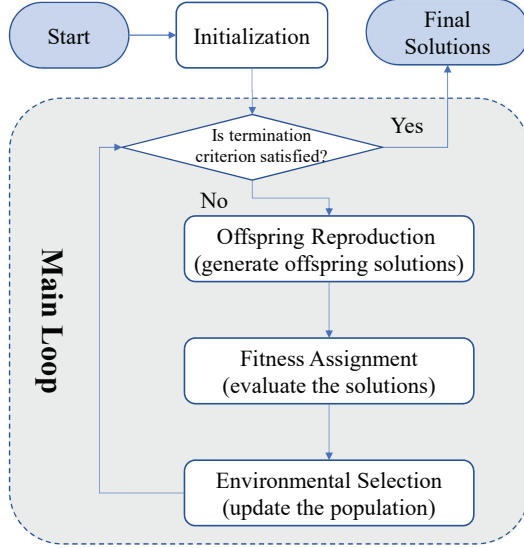 Start
Initialization
Final
Solutions
Is termination
criterion satisfied?
Yes
No
Offspring Reproduction
(generate offspring solutions)
Main Loop
Fitness Assignment
(evaluate the solutions)
Environmental Selection
(update the population)